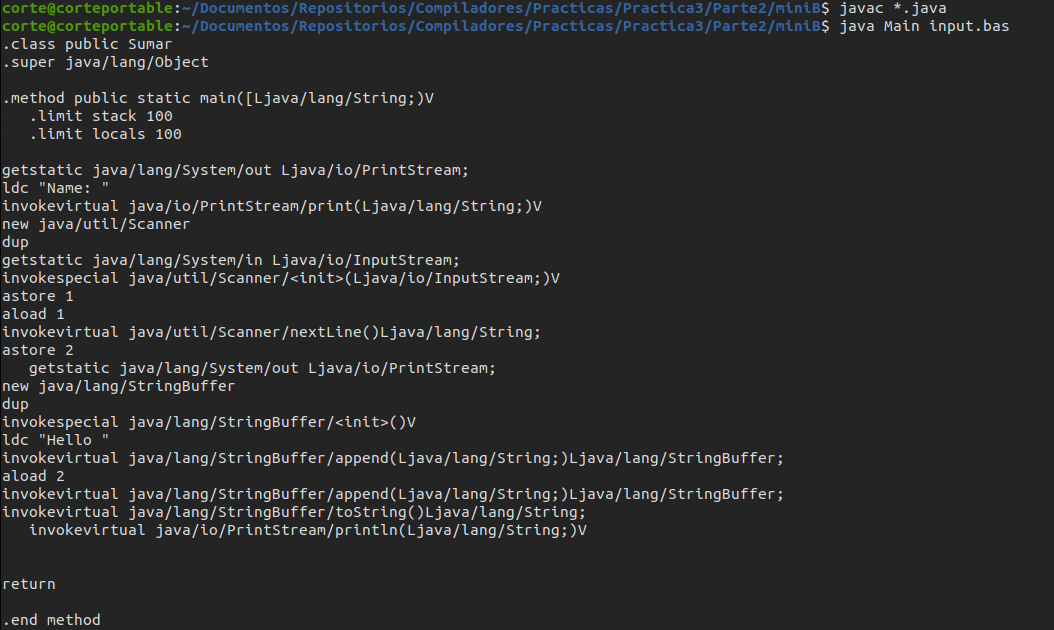 corte@corteportable:~/Documentos/Repositorios/Compiladores/Practicas/Practica3/Parte2/miniB$ javac *.java
corte@corteportable:~/Documentos/Repositorios/Compiladores/Practicas/Practica3/Parte2/miniB$ java Main input.bas
.class public Sumar
.super java/lang/Object

.method public static main([Ljava/lang/String;)V
   .limit stack 100
   .limit locals 100

getstatic java/lang/System/out Ljava/io/PrintStream;
ldc "Name: "
invokevirtual java/io/PrintStream/print(Ljava/lang/String;)V
new java/util/Scanner
dup
getstatic java/lang/System/in Ljava/io/InputStream;
invokespecial java/util/Scanner/<init>(Ljava/io/InputStream;)V
astore 1
aload 1
invokevirtual java/util/Scanner/nextLine()Ljava/lang/String;
astore 2
   getstatic java/lang/System/out Ljava/io/PrintStream;
new java/lang/StringBuffer
dup
invokespecial java/lang/StringBuffer/<init>()V
ldc "Hello "
invokevirtual java/lang/StringBuffer/append(Ljava/lang/String;)Ljava/lang/StringBuffer;
aload 2
invokevirtual java/lang/StringBuffer/append(Ljava/lang/String;)Ljava/lang/StringBuffer;
invokevirtual java/lang/StringBuffer/toString()Ljava/lang/String;
   invokevirtual java/io/PrintStream/println(Ljava/lang/String;)V


return

.end method